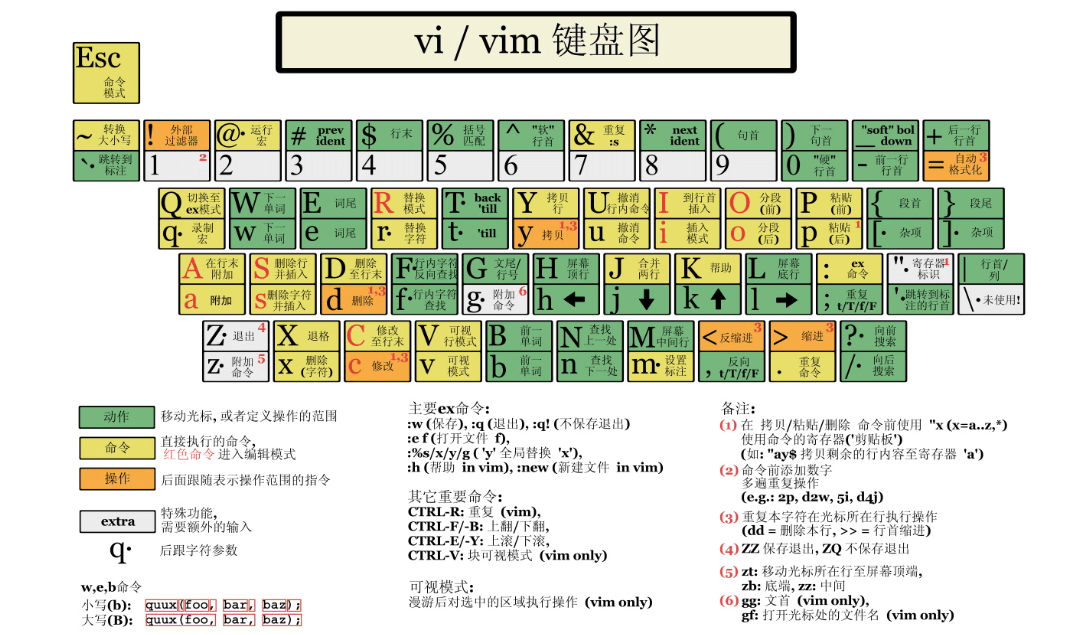 vi / vim 键盘图
Esc 命令模式
~ 转换大小写
! 外部过滤器
@· 运行宏
# prev ident
$ 行末
% 括号匹配
^ "软"行首
& 重复 :s
* next ident
( 句首
) 下一句首
_ "soft" bol down
+ 后一行行首
`· 跳转到标注
1 2
2
3
4
5
6
7
8
9
0 "硬"行首
- 前一行行首
= 自动格式化 3
Q 切换至ex模式
W 下一单词
E 词尾
R 替换模式
T· back 'till
Y 拷贝行
U 撤消行内命令
I 到行首插入
O 分段(前)
P 粘贴(前)
{ 段首
} 段尾
q· 录制宏
w 下一单词
e 词尾
r· 替换字符
t· 'till
y 拷贝 1,3
u 撤消命令
i 插入模式
o 分段(后)
p 粘贴(后) 1
[· 杂项
]· 杂项
A 在行末附加
S 删除行并插入
D 删除至行末
F· 行内字符反向查找
G 文尾/行号
H 屏幕顶行
J 合并两行
K 帮助
L 屏幕底行
: ex命令
"· 寄存器标识 1
| 行首/列
a 附加
s 删除字符并插入
d 删除 1,3
f· 行内字符查找
g· 附加命令 6
h ←
j ↓
k ↑
l →
; 重复 t/T/f/F
'· 跳转到标注的行首
\· 未使用!
Z· 退出 4
X 退格
C 修改至行末
V 可视行模式
B 前一单词
N 查找上一处
M 屏幕中间行
< 反缩进 3
> 缩进 3
?· 向前搜索
z· 附加命令 5
x 删除(字符)
c 修改 1,3
v 可视模式
b 前一单词
n 查找下一处
m· 设置标注
, 反向 t/T/f/F
. 重复命令
/· 向后搜索
动作 移动光标, 或者定义操作的范围
命令 直接执行的命令,
红色命令 进入编辑模式
操作 后面跟随表示操作范围的指令
extra 特殊功能,
需要额外的输入
q· 后跟字符参数
w,e,b命令
小写(b): quux(foo, bar, baz);
大写(B): quux(foo, bar, baz);
主要ex命令:
:w (保存), :q (退出), :q! (不保存退出)
:e f (打开文件 f),
:%s/x/y/g ( 'y' 全局替换 'x'),
:h (帮助 in vim), :new (新建文件 in vim)
其它重要命令:
CTRL-R: 重复 (vim),
CTRL-F/-B: 上翻/下翻,
CTRL-E/-Y: 上滚/下滚,
CTRL-V: 块可视模式 (vim only)
可视模式:
漫游后对选中的区域执行操作 (vim only)
备注:
(1) 在 拷贝/粘贴/删除 命令前使用 "x (x=a..z,*)
使用命令的寄存器('剪贴板')
(如: "ay$ 拷贝剩余的行内容至寄存器 'a')
(2) 命令前添加数字
多遍重复操作
(e.g.: 2p, d2w, 5i, d4j)
(3) 重复本字符在光标所在行执行操作
(dd = 删除本行, >> = 行首缩进)
(4) ZZ 保存退出, ZQ 不保存退出
(5) zt: 移动光标所在行至屏幕顶端,
zb: 底端, zz: 中间
(6) gg: 文首 (vim only),
gf: 打开光标处的文件名 (vim only)